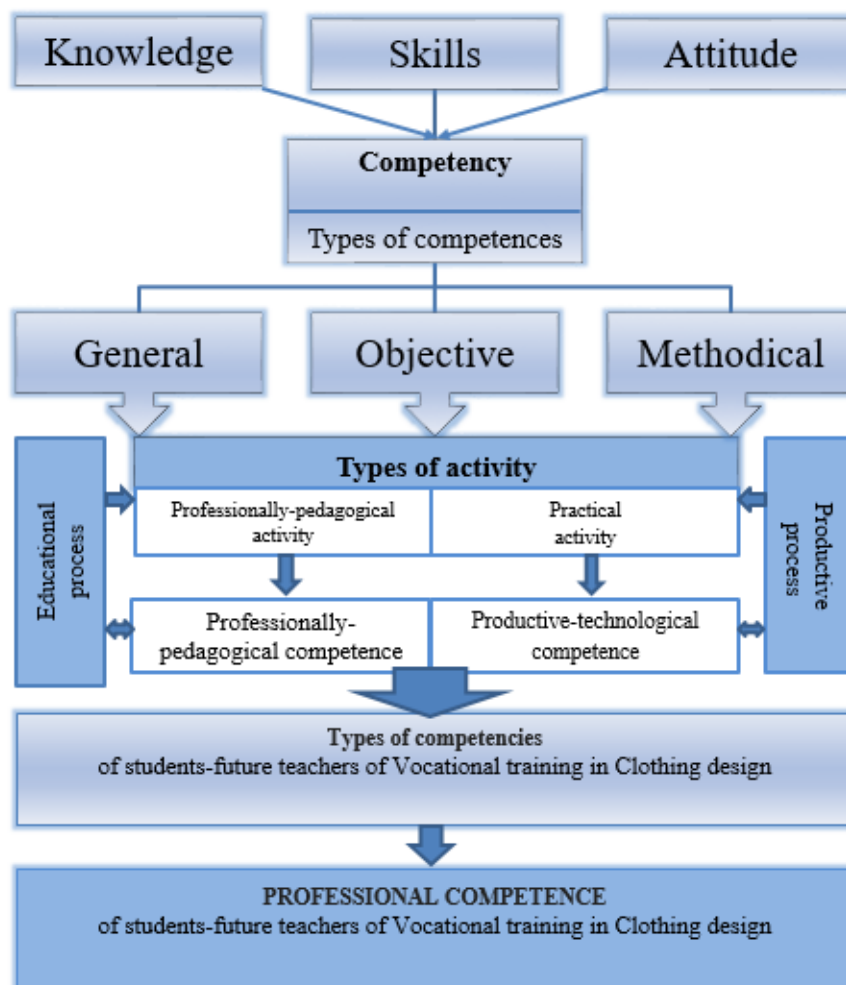 Knowledge
Skills
Attitude
Competency
Types of competences
General
Objective
Methodical
Educational
process
Types of activity
Professionally-pedagogical
activity
Practical
activity
Professionally-
pedagogical competence
Productive-technological
competence
Productive
process
Types of competencies
of students-future teachers of Vocational training in Clothing design
PROFESSIONAL COMPETENCE
of students-future teachers of Vocational training in Clothing design